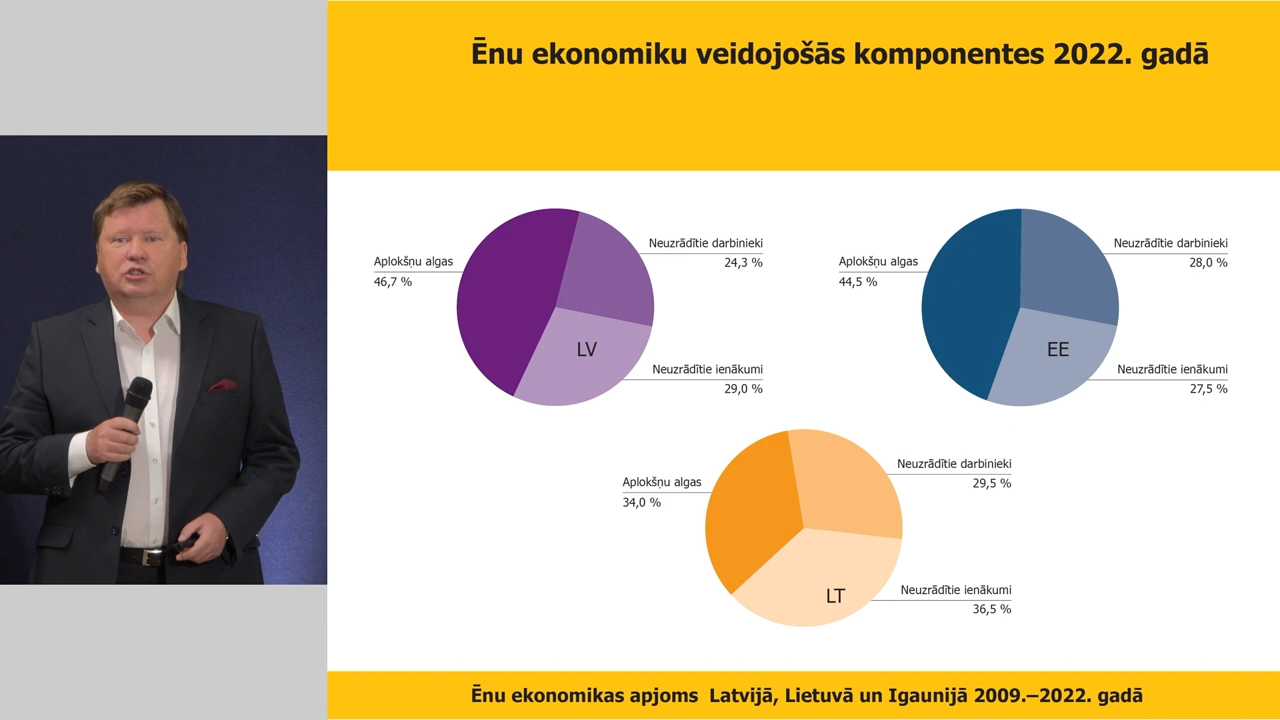 Ēnu ekonomiku veidojošās komponentes 2022. gadā
Aplokšņu algas
46,7 %
Neuzrādītie darbinieki
24,3 %
LV
Neuzrādītie ienākumi
29,0 %
Aplokšņu algas
44,5 %
Neuzrādītie darbinieki
28,0 %
EE
Neuzrādītie ienākumi
27,5 %
Aplokšņu algas
34,0 %
Neuzrādītie darbinieki
29,5 %
LT
Neuzrādītie ienākumi
36,5 %
Ēnu ekonomikas apjoms Latvijā, Lietuvā un Igaunijā 2009.–2022. gadā